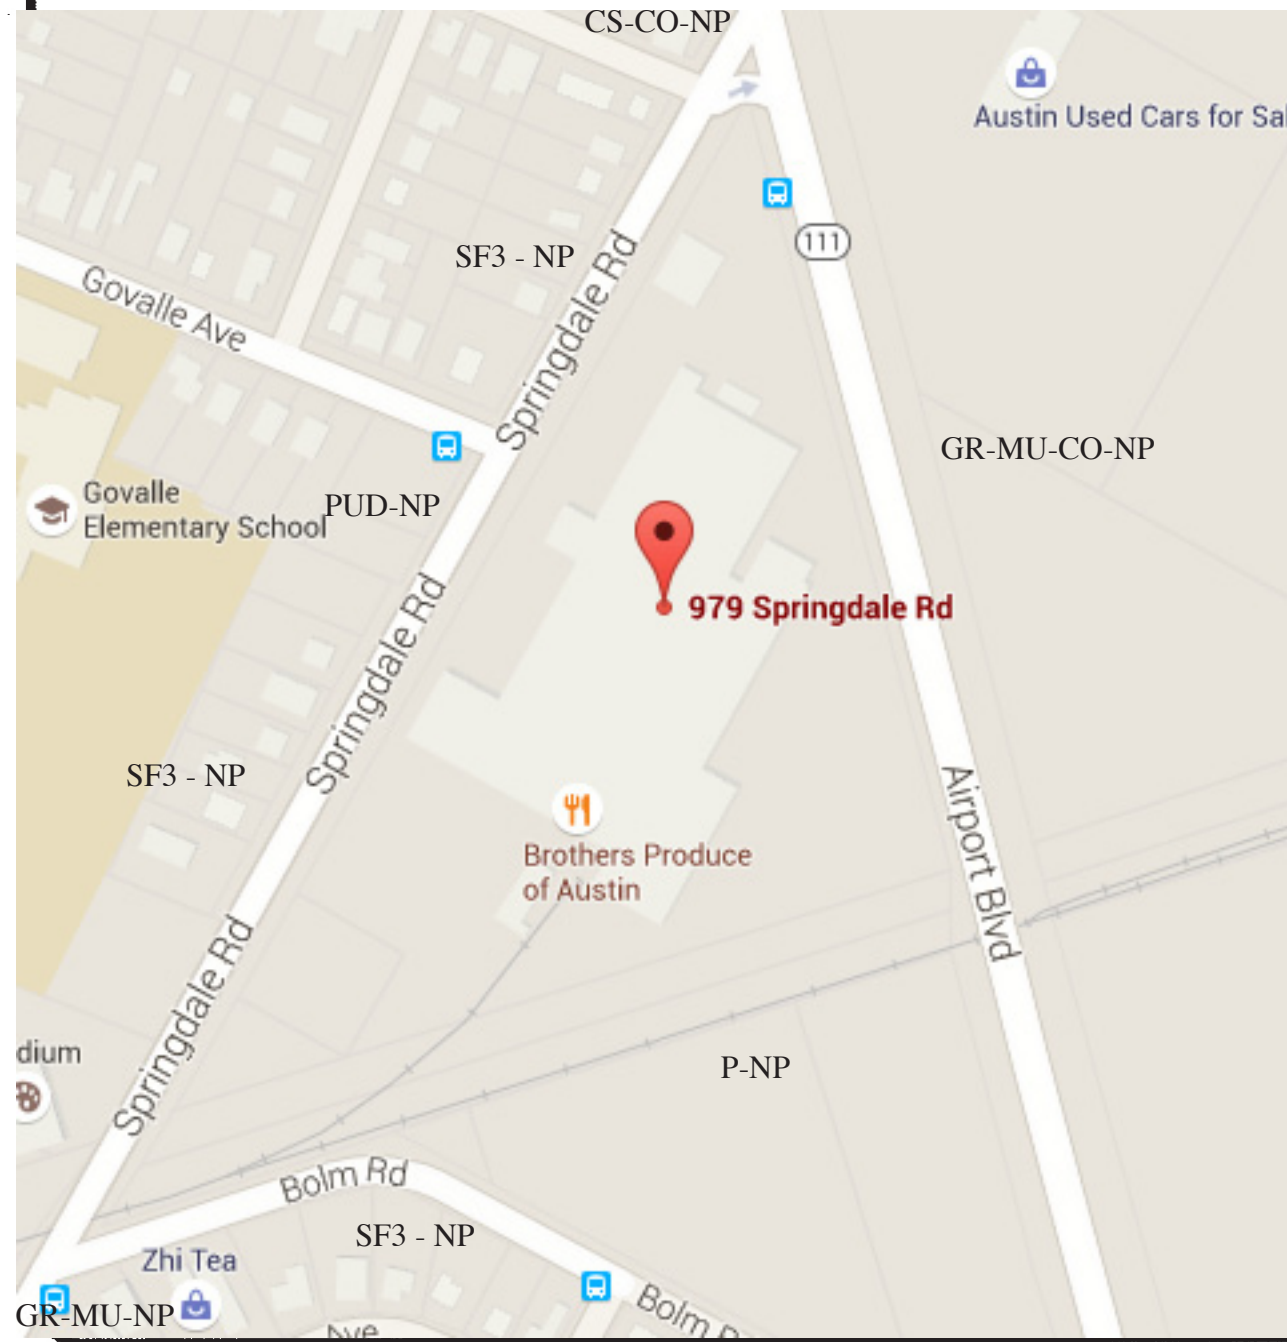 CS-CO-NP
Austin Used Cars for Sal
111
SF3 - NP
Springdale Rd
Govalle Ave
GR-MU-CO-NP
Govalle
Elementary School
PUD-NP
979 Springdale Rd
Springdale Rd
SF3 - NP
Airport Blvd
Brothers Produce
of Austin
Springdale Rd
dium
P-NP
Bolm Rd
SF3 - NP
Zhi Tea
GR-MU-NP
Bolm
Ave